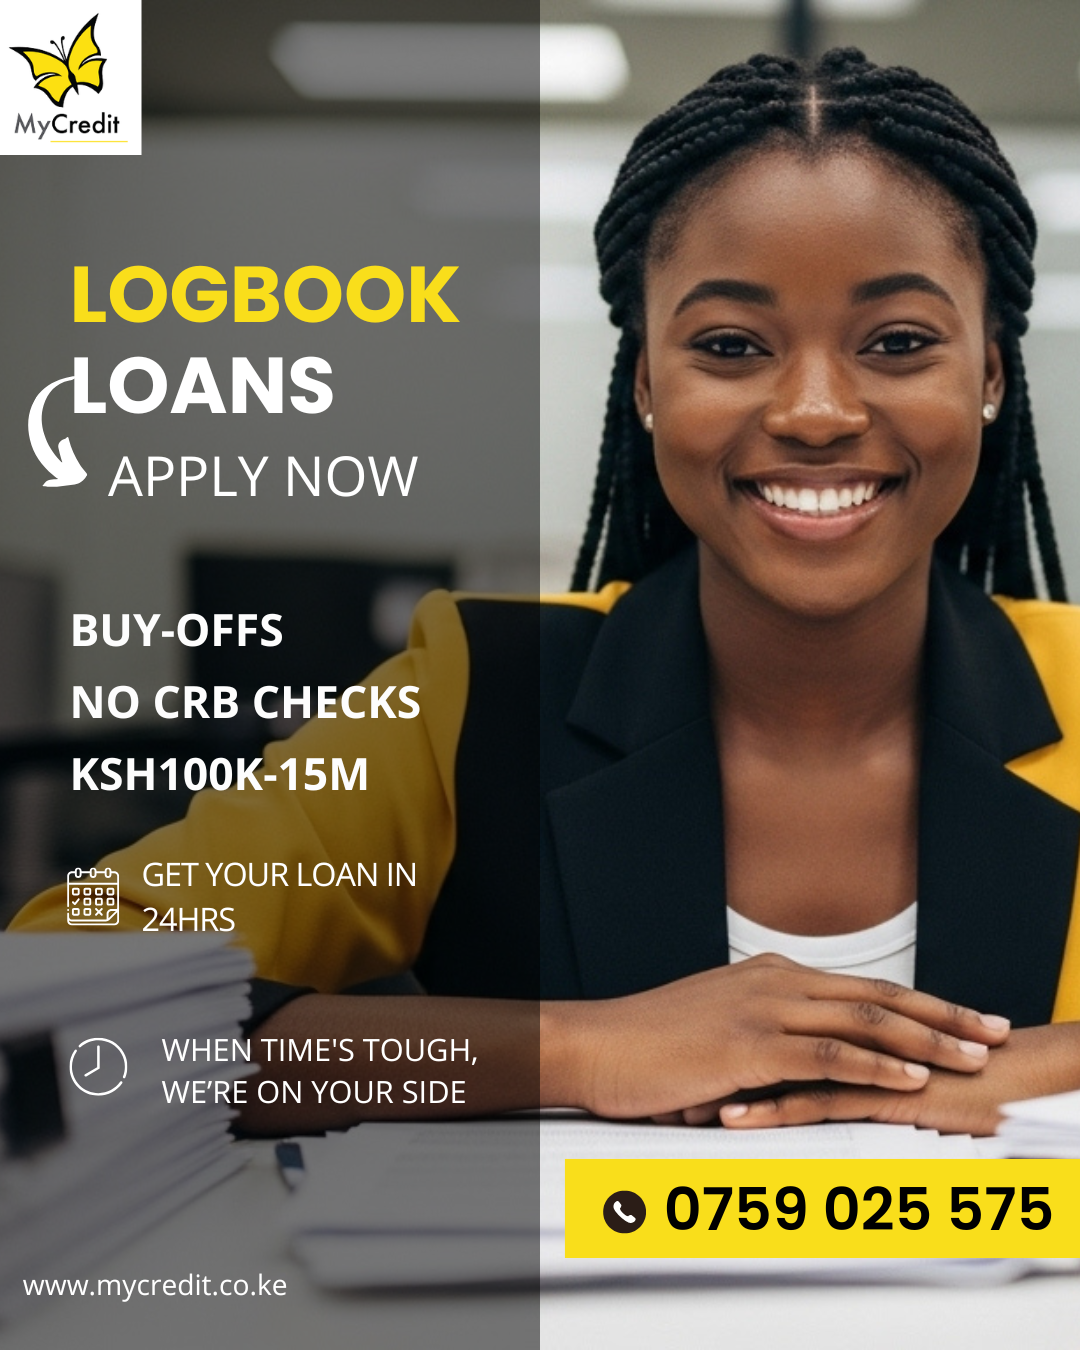 MyCredit
LOGBOOK
LOANS
APPLY NOW
BUY-OFFS
NO CRB CHECKS
KSH100K-15M
GET YOUR LOAN IN
24HRS
WHEN TIME'S TOUGH,
WE’RE ON YOUR SIDE
0759 025 575
www.mycredit.co.ke